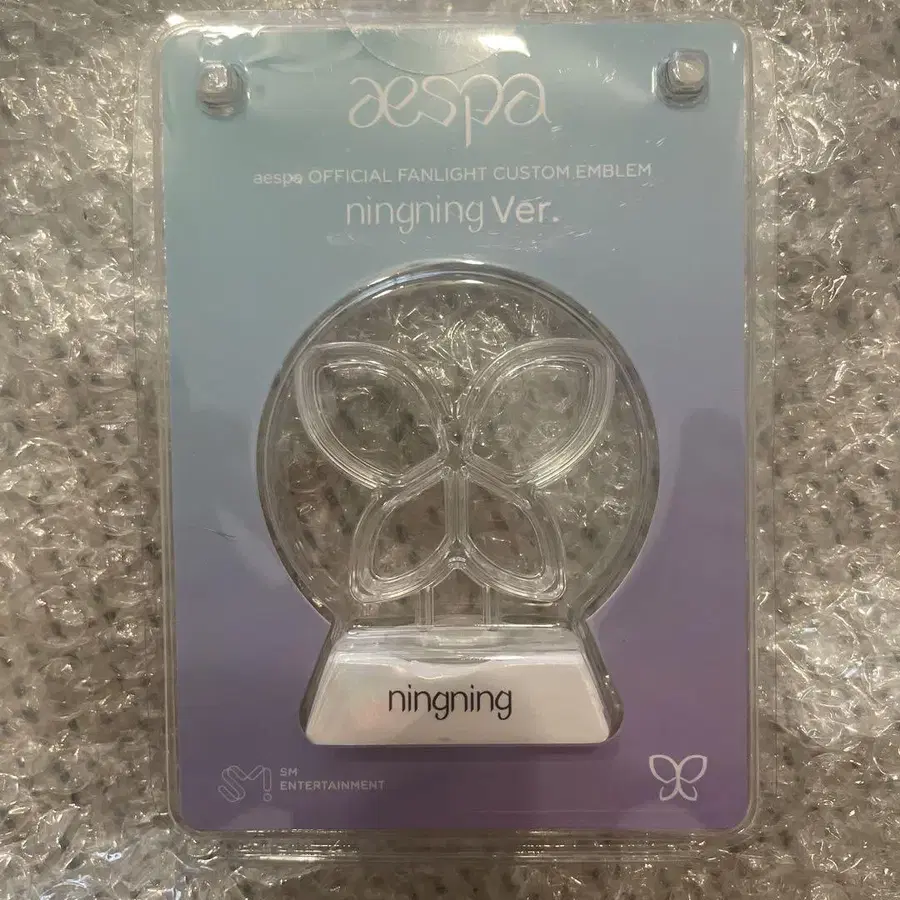 aespa
aespa OFFICIAL FANLIGHT CUSTOM EMBLEM
ningning Ver.
ningning
SM
ENTERTAINMENT